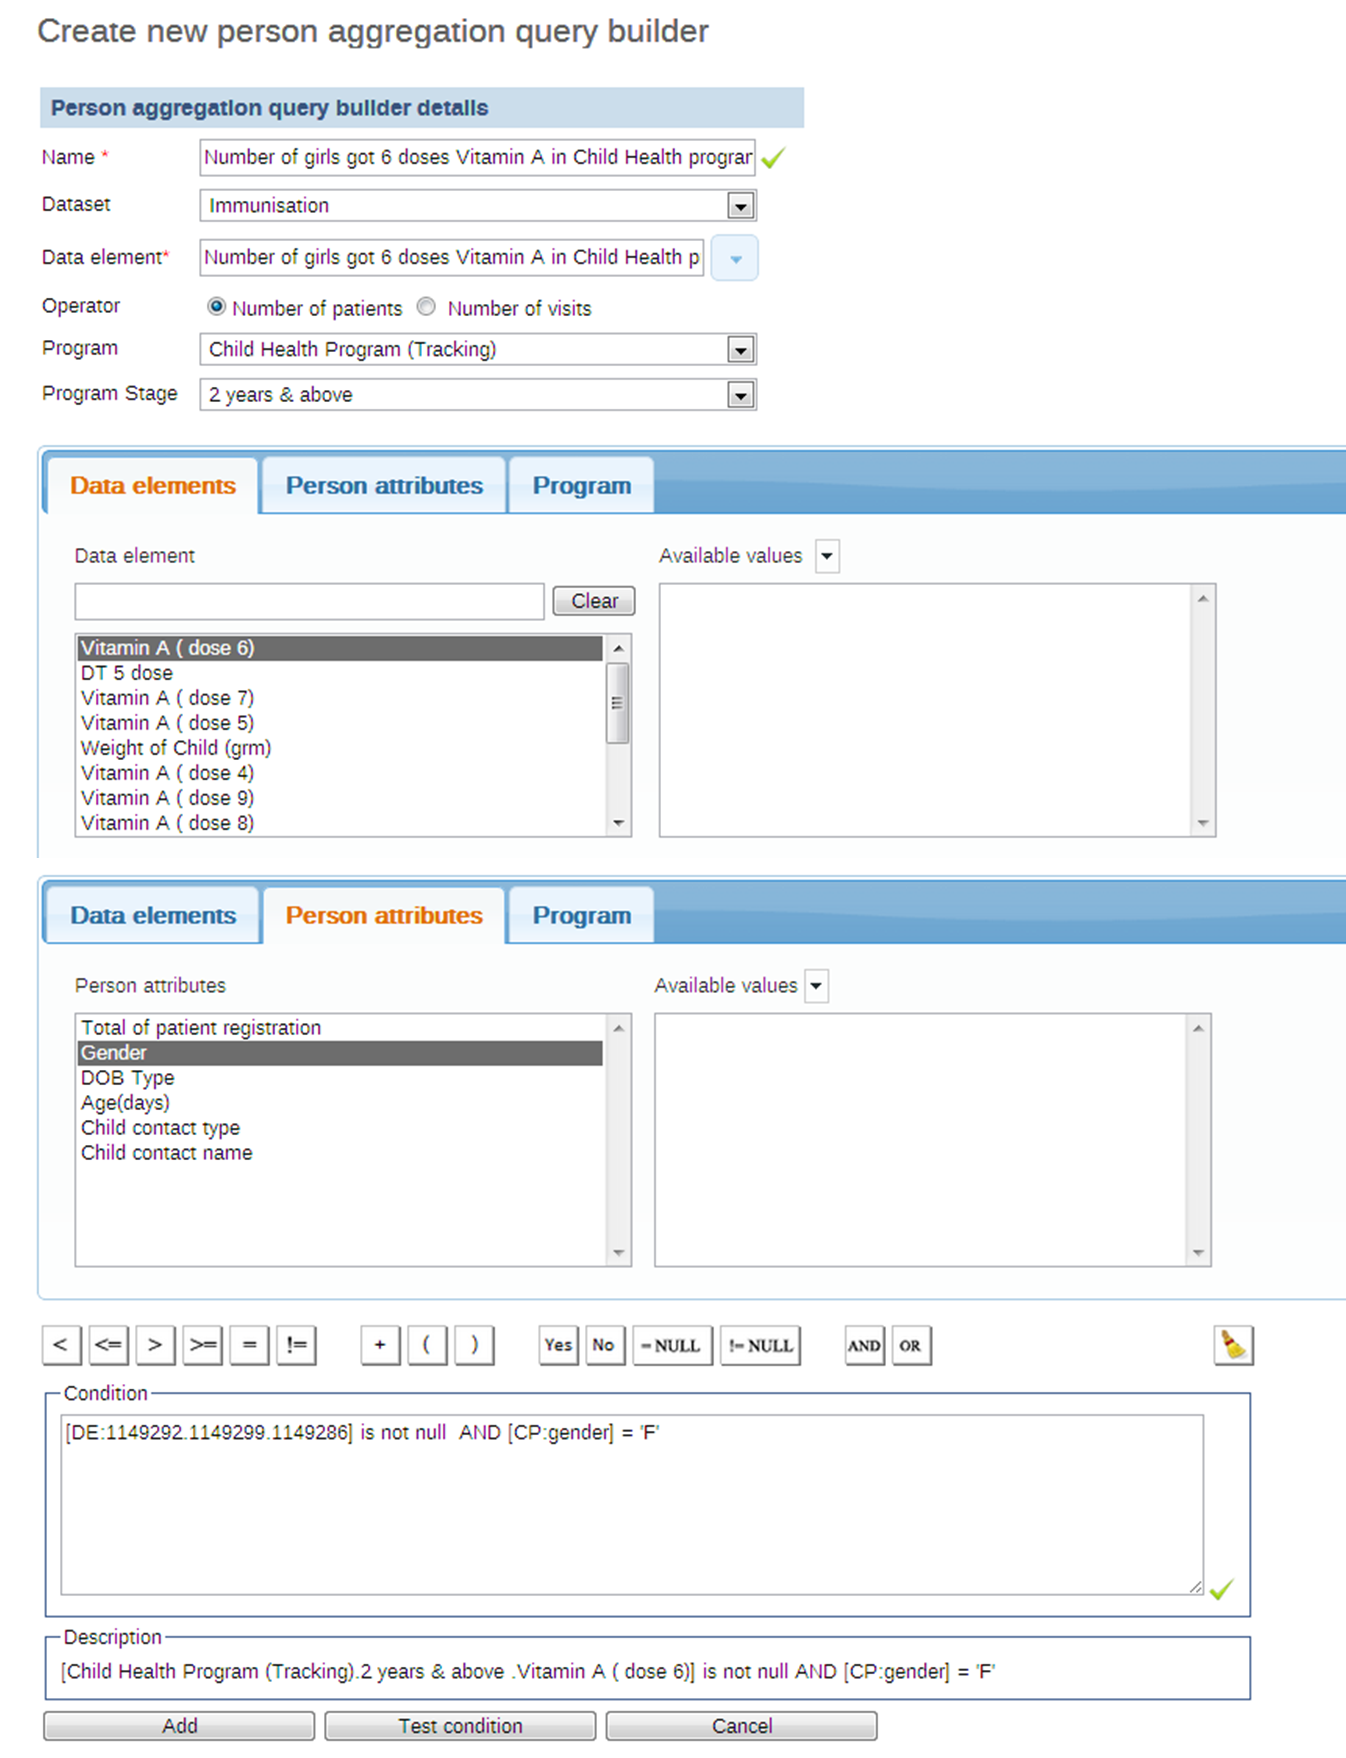 Create new person aggregation query builder
Person aggregation query builder details
Name *
Number of girls got 6 doses Vitamin A in Child Health prograr
Dataset
Immunisation
Data element*
Number of girls got 6 doses Vitamin A in Child Health p
Operator
Number of patients
Number of visits
Program
Child Health Program (Tracking)
Program Stage
2 years & above
Data elements
Person attributes
Program
Data element
Available values
Clear
Vitamin A ( dose 6)
DT 5 dose
Vitamin A ( dose 7)
Vitamin A ( dose 5)
Weight of Child (grm)
Vitamin A ( dose 4)
Vitamin A ( dose 9)
Vitamin A ( dose 8)
Data elements
Person attributes
Program
Person attributes
Available values
Total of patient registration
Gender
DOB Type
Age(days)
Child contact type
Child contact name
< <= > >= = != + ( ) Yes No =NULL != NULL AND OR
Condition
[DE:1149292.1149299.1149286] is not null  AND [CP:gender] = 'F'
Description
[Child Health Program (Tracking).2 years & above .Vitamin A ( dose 6)] is not null AND [CP:gender] = 'F'
Add
Test condition
Cancel